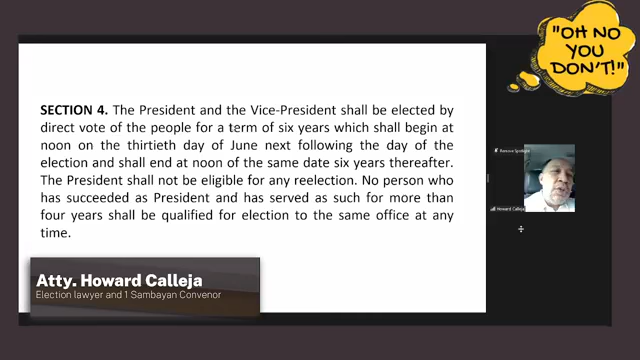 "OH NO
YOU
DON'T!"
SECTION 4. The President and the Vice-President shall be elected by
direct vote of the people for a term of six years which shall begin at
noon on the thirtieth day of June next following the day of the
election and shall end at noon of the same date six years thereafter.
The President shall not be eligible for any reelection. No person who
has succeeded as President and has served as such for more than
four years shall be qualified for election to the same office at any
time.
Howard Calleja
Atty. Howard Calleja
Election lawyer and 1 Sambayan Convenor